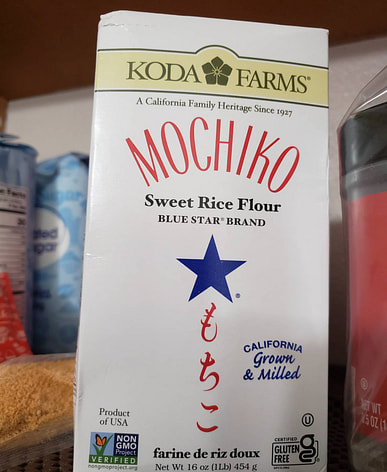 KODA FARMS®
A California Family Heritage Since 1927
MOCHIKO
Sweet Rice Flour
BLUE STAR® BRAND
®
もちこ
CALIFORNIA
Grown
& Milled
Product
of USA
NON
GMO
Project
VERIFIED
nongmoproject.org
farine de riz doux
Net Wt 16 oz (1Lb) 454 g
CERTIFIED
GLUTEN
FREE
U